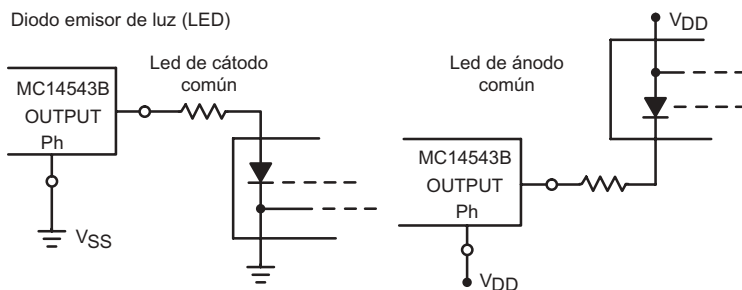 Diodo emisor de luz (LED)
Led de cátodo
común
MC14543B
OUTPUT
Ph
VSS
Led de ánodo
común
VDD
MC14543B
OUTPUT
Ph
VDD